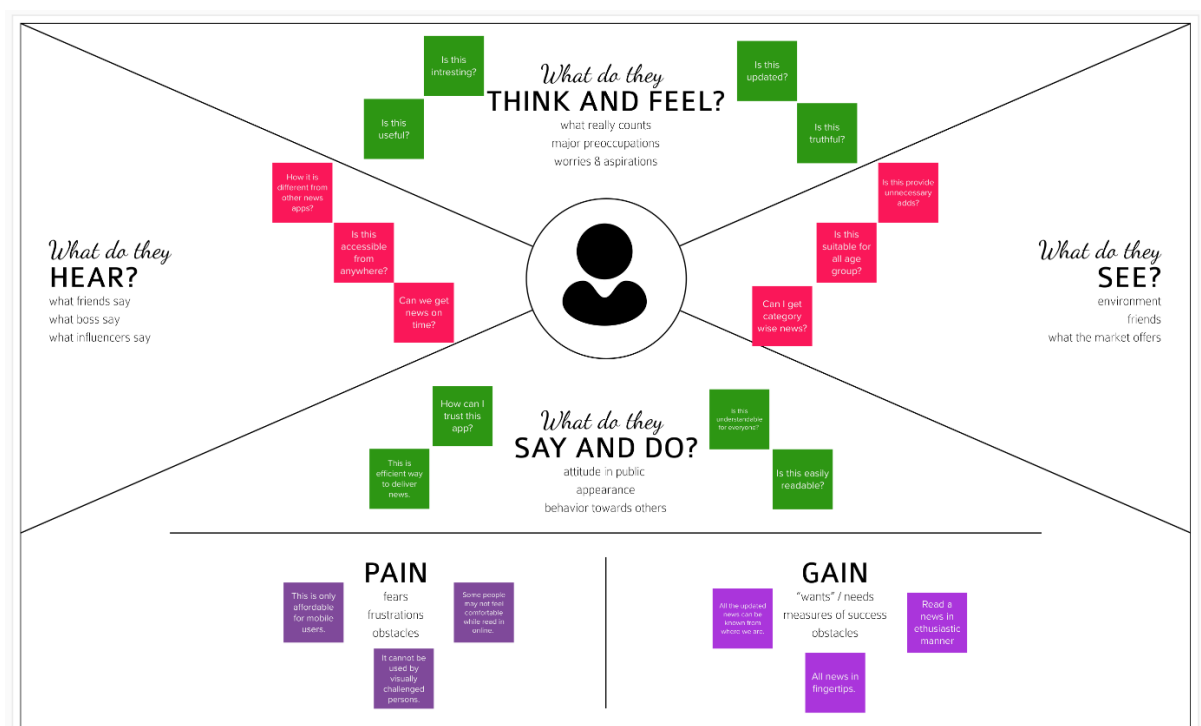 Is this
intresting?
Is this
useful?
What do they
THINK AND FEEL?
what really counts
major preoccupations
worries & aspirations
Is this
updated?
Is this
truthful?
What do they
HEAR?
what friends say
what boss say
what influencers say
How it is
different from
other news
apps?
Is this
accessible
from
anywhere?
Can we get
news on
time?
Is this provide
unnecessary
adds?
Is this
suitable for
all age
group?
Can I get
category
wise news?
What do they
SEE?
environment
friends
what the market offers
How can I
trust this
app?
This is
efficient way
to deliver
news.
What do they
SAY AND DO?
attitude in public
appearance
behavior towards others
Is this
understandable
for everyone?
Is this easily
readable?
PAIN
fears
frustrations
obstacles
This is only
affordable
for mobile
users.
Some people
may not feel
comfortable
while read in
online.
It cannot be
used by
visually
challenged
persons.
GAIN
"wants" / needs
measures of success
obstacles
All the updated
news can be
known from
where we are.
Read a
news in
ethusiastic
manner
All news in
fingertips.